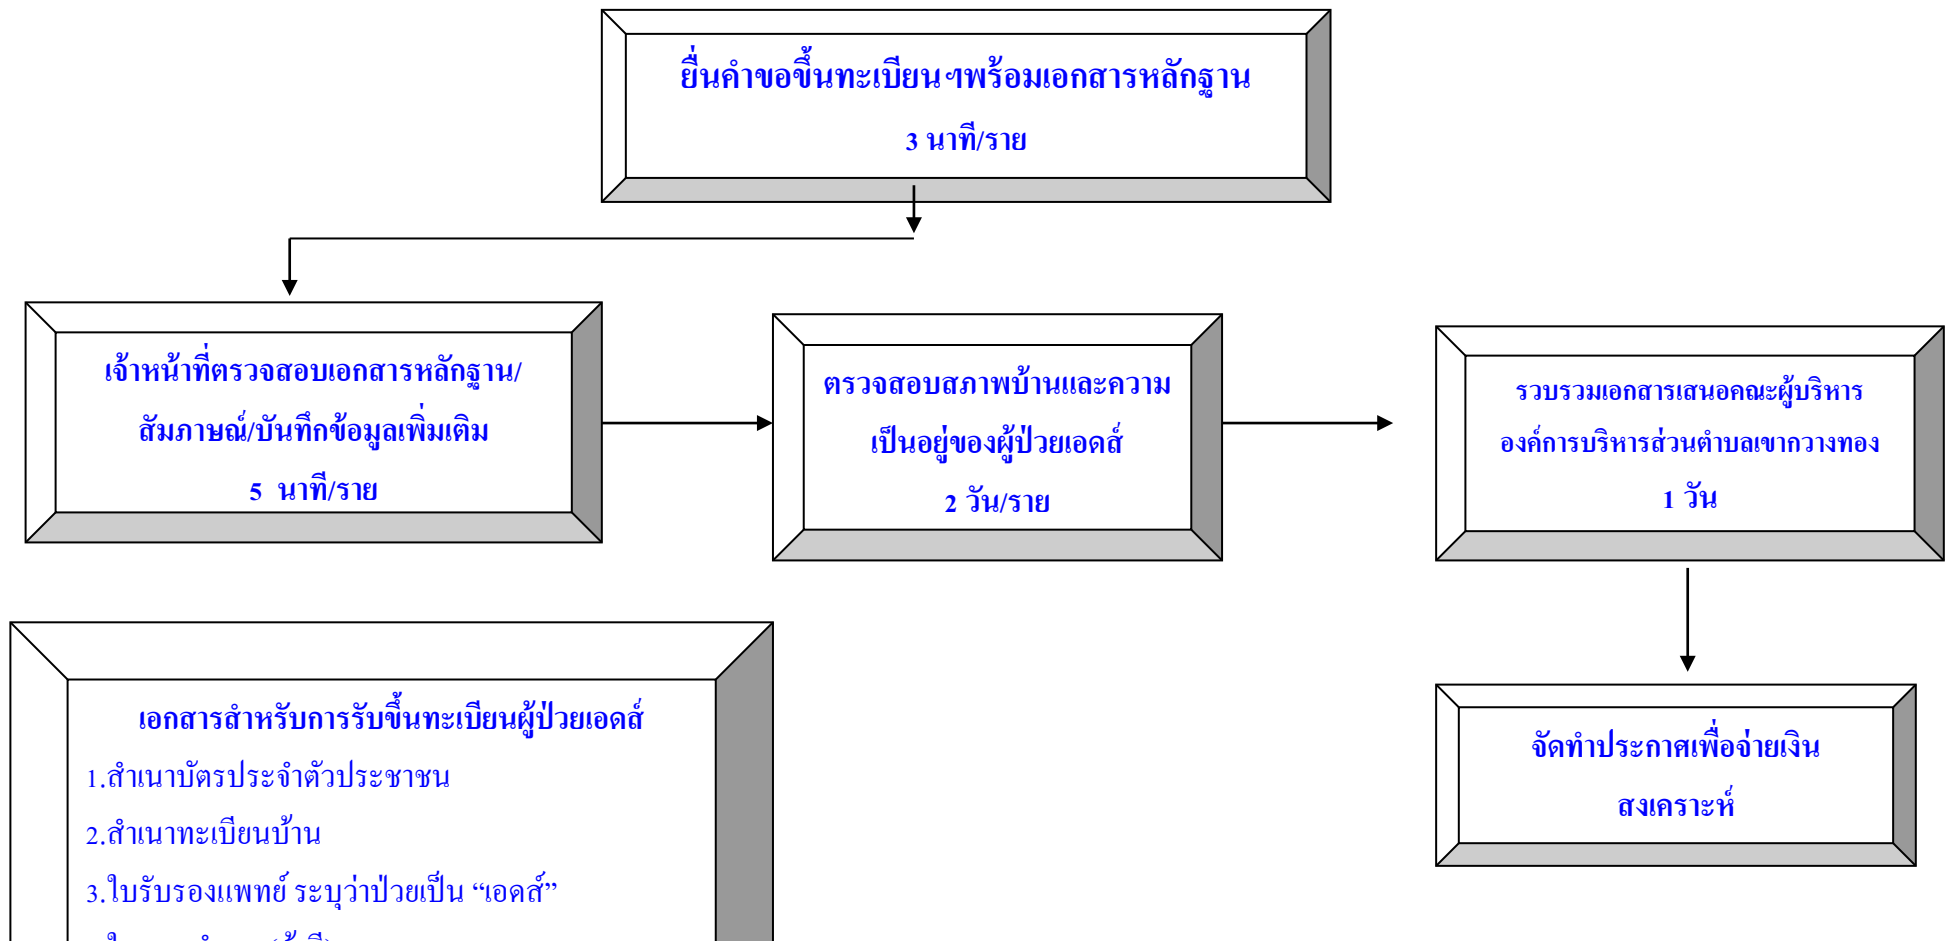 ยื่นคำขอขึ้นทะเบียนฯพร้อมเอกสารหลักฐาน
3 นาที/ราย
เจ้าหน้าที่ตรวจสอบเอกสารหลักฐาน/
สัมภาษณ์/บันทึกข้อมูลเพิ่มเติม
5 นาที/ราย
ตรวจสอบสภาพบ้านและความ
เป็นอยู่ของผู้ป่วยเอดส์
2 วัน/ราย
รวบรวมเอกสารเสนอคณะผู้บริหาร
องค์การบริหารส่วนตำบลเขากวางทอง
1 วัน
จัดทำประกาศเพื่อจ่ายเงิน
สงเคราะห์
เอกสารสำหรับการรับขึ้นทะเบียนผู้ป่วยเอดส์
1.สำเนาบัตรประจำตัวประชาชน
2.สำเนาทะเบียนบ้าน
3.ใบรับรองแพทย์ ระบุว่าป่วยเป็น “เอดส์”